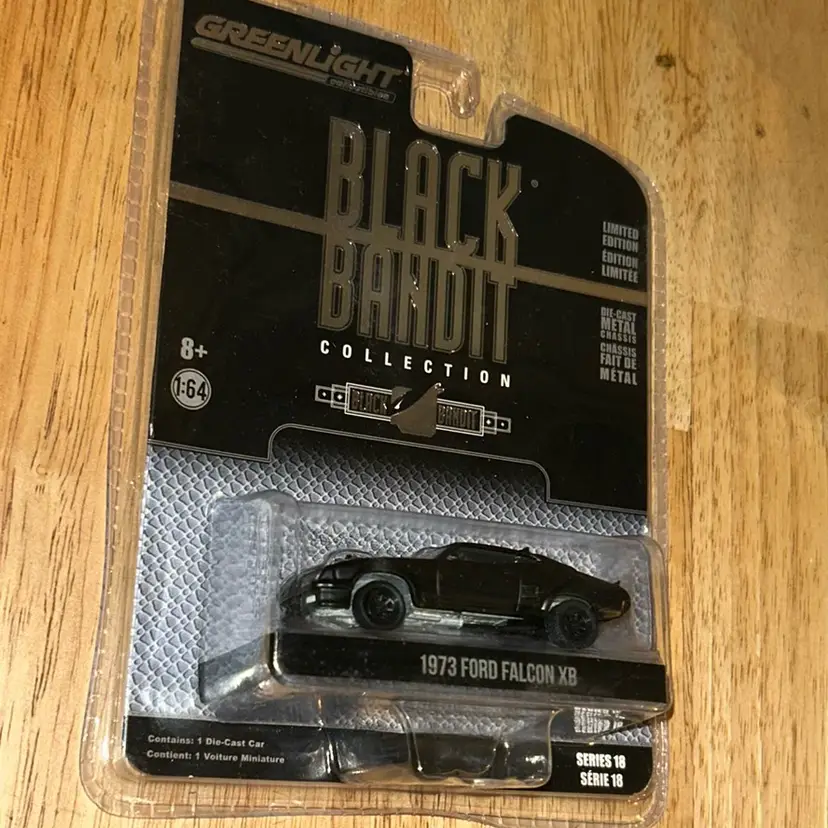 GREENLIGHT
collectibles
BLACK
BANDIT
COLLECTION
BLACK BANDIT
LIMITED
EDITION
ÉDITION
LIMITÉE
DIE-CAST
METAL
CHASSIS
CHÂSSIS
FAIT DE
MÉTAL
8+
1:64
1973 FORD FALCON XB
Contains: 1 Die-Cast Car
Contient: 1 Voiture Miniature
SERIES 18
SÉRIE 18